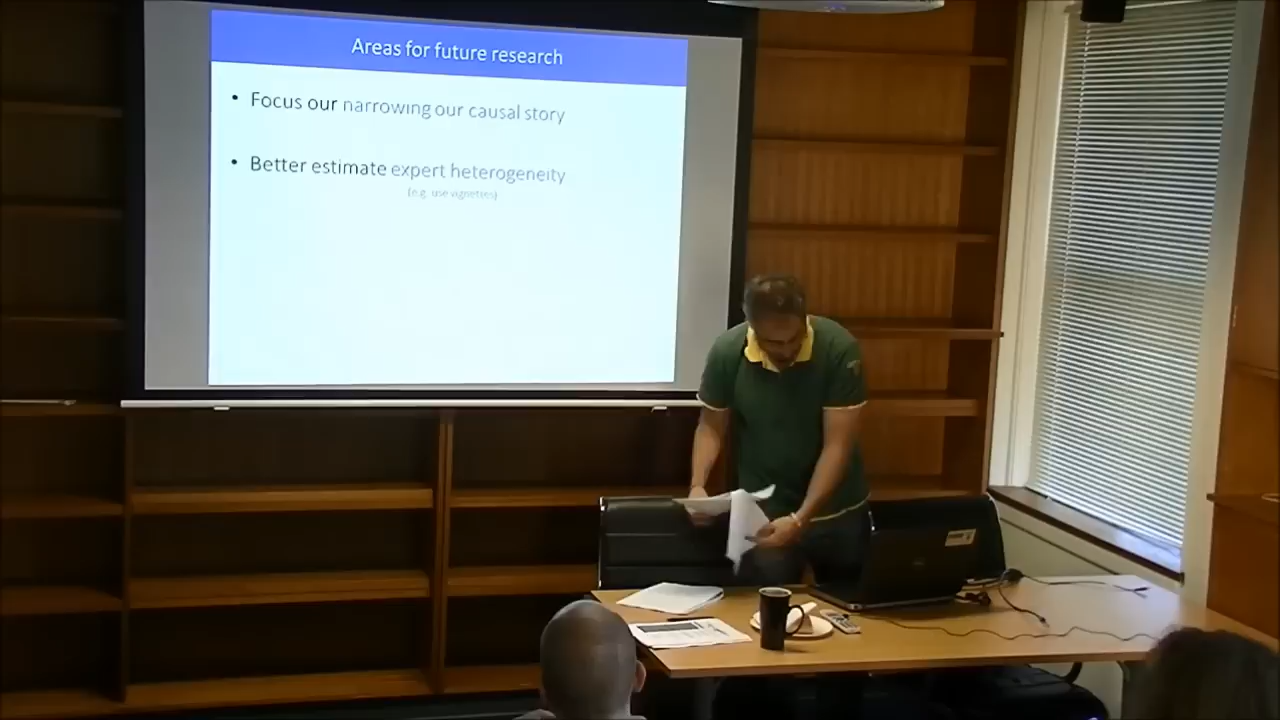 Areas for future research
• Focus our narrowing our causal story
• Better estimate expert heterogeneity
(e.g. use vignettes)